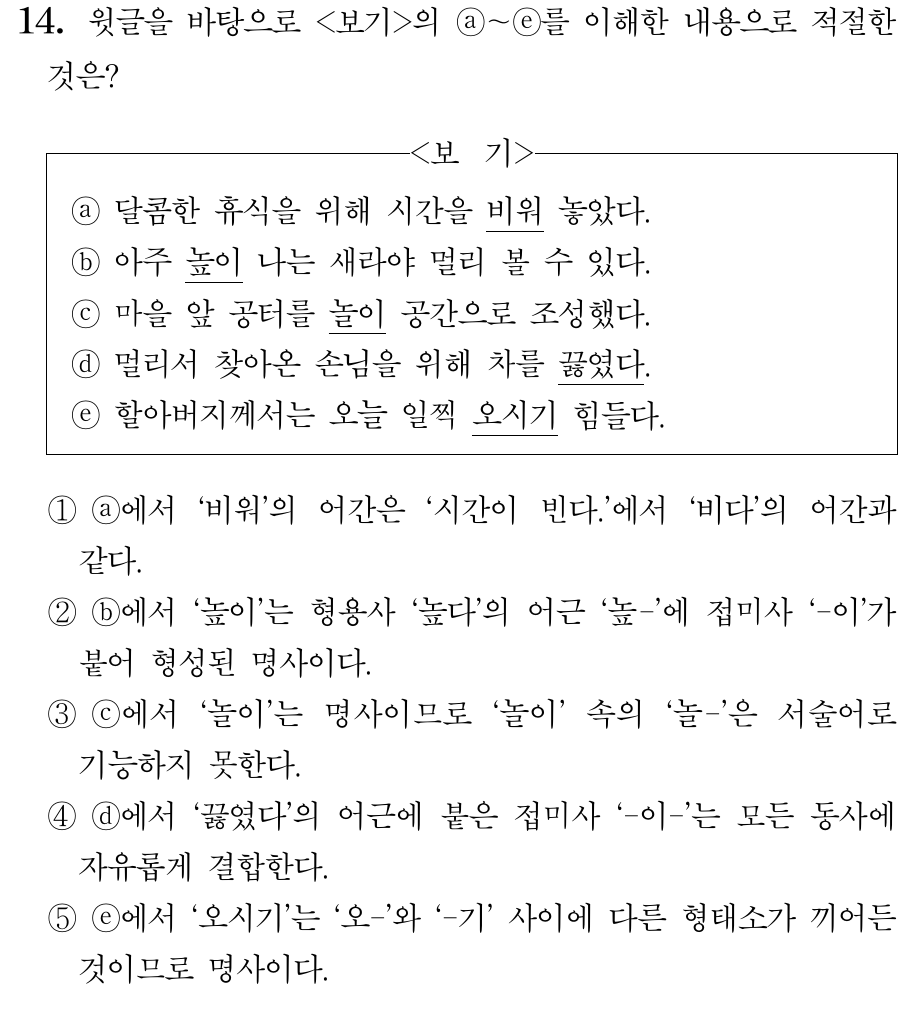 14. 윗글을 바탕으로 <보기>의 ⓐ~ⓔ를 이해한 내용으로 적절한
것은?
<보 기>
ⓐ 달콤한 휴식을 위해 시간을 비워 놓았다.
ⓑ 아주 높이 나는 새라야 멀리 볼 수 있다.
ⓒ 마을 앞 공터를 놀이 공간으로 조성했다.
ⓓ 멀리서 찾아온 손님을 위해 차를 끓였다.
ⓔ 할아버지께서는 오늘 일찍 오시기 힘들다.
① ⓐ에서 ‘비워’의 어간은 ‘시간이 빈다.’에서 ‘비다’의 어간과
같다.
② ⓑ에서 ‘높이’는 형용사 ‘높다’의 어근 ‘높-’에 접미사 ‘-이’가
붙어 형성된 명사이다.
③ ⓒ에서 ‘놀이’는 명사이므로 ‘놀이’ 속의 ‘놀-’은 서술어로
기능하지 못한다.
④ ⓓ에서 ‘끓였다’의 어근에 붙은 접미사 ‘-이-’는 모든 동사에
자유롭게 결합한다.
⑤ ⓔ에서 ‘오시기’는 ‘오-’와 ‘-기’ 사이에 다른 형태소가 끼어든
것이므로 명사이다.